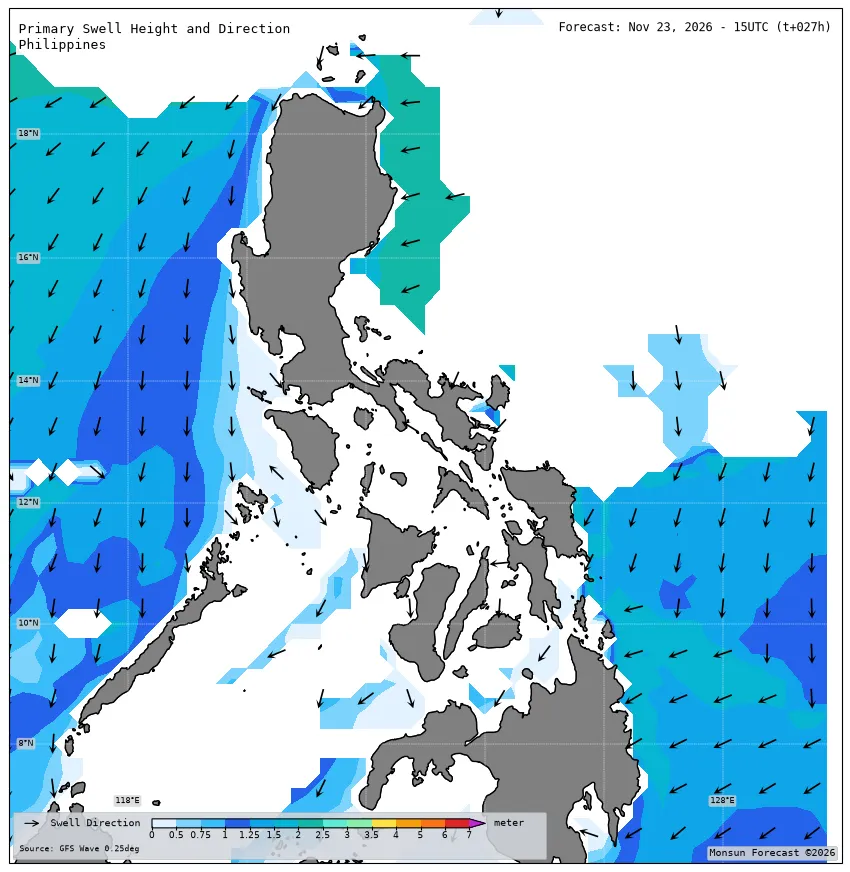 Primary Swell Height and Direction
Philippines
Forecast: Nov 23, 2026 - 15UTC (t+027h)
18°N
16°N
14°N
12°N
10°N
8°N
118°E
128°E
Swell Direction
0 0.5 0.75 1 1.25 1.5 2 2.5 3 3.5 4 5 6 7
meter
Source: GFS Wave 0.25deg
Monsun Forecast ©2026